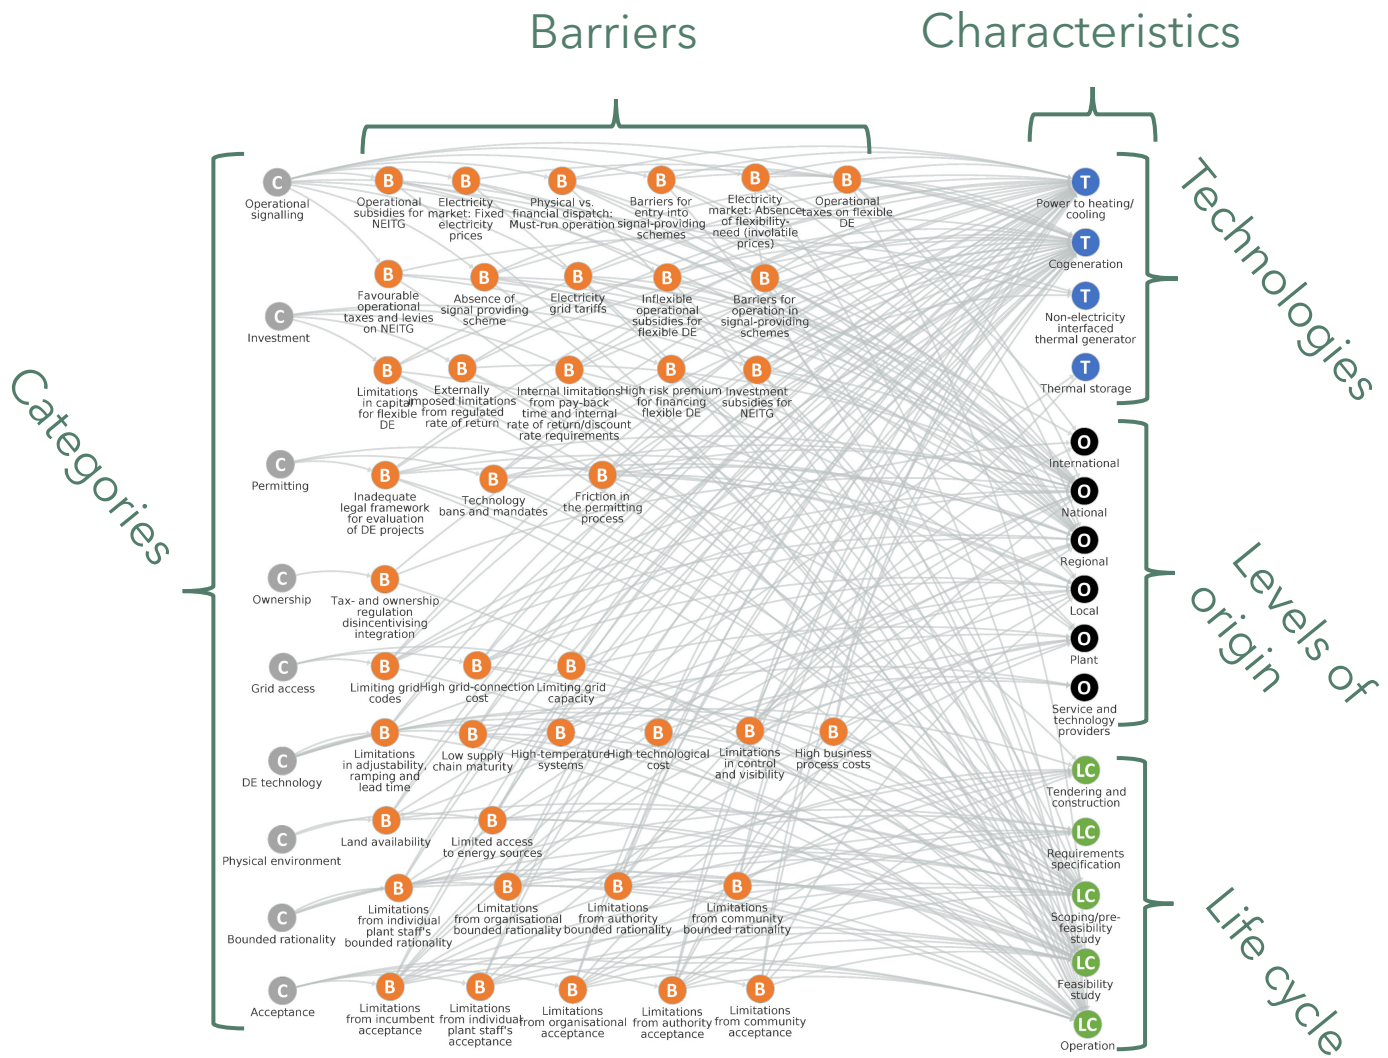 Barriers
Characteristics
Categories
Technologies
Levels of
origin
Life cycle
C
Operational
signalling
B
Operational
subsidies for
NEITG
B
Electricity
market: Fixed
electricity
prices
B
Physical vs.
financial dispatch:
Must-run operation
B
Barriers for
entry into
signal-providing
schemes
B
Electricity
market: Absence
of flexibility-
need (involatile
prices)
B
Operational
taxes on flexible
DE
B
Favourable
operational
taxes and levies
on NEITG
B
Absence of
signal providing
scheme
B
Electricity
grid tariffs
B
Inflexible
operational
subsidies for
flexible DE
B
Barriers for
operation in
signal-providing
schemes
C
Investment
B
Limitations
in capital
for flexible
DE
B
Externally
imposed limitations
from regulated
rate of return
B
Internal limitations
from pay-back
time and internal
rate of return/discount
rate requirements
B
High risk premium
for financing
flexible DE
B
Investment
subsidies for
NEITG
C
Permitting
B
Inadequate
legal framework
for evaluation
of DE projects
B
Technology
bans and mandates
B
Friction in
the permitting
process
C
Ownership
B
Tax- and ownership
regulation
disincentivising
integration
C
Grid access
B
Limiting grid
codes
B
High grid-connection
cost
B
Limiting grid
capacity
C
DE technology
B
Limitations
in adjustability,
ramping and
lead time
B
Low supply
chain maturity
B
High-temperature
systems
B
High technological
cost
B
Limitations
in control
and visibility
B
High business
process costs
C
Physical environment
B
Land availability
B
Limited access
to energy sources
C
Bounded rationality
B
Limitations
from individual
plant staff's
bounded rationality
B
Limitations
from organisational
bounded rationality
B
Limitations
from authority
bounded rationality
B
Limitations
from community
bounded rationality
C
Acceptance
B
Limitations
from incumbent
acceptance
B
Limitations
from individual
plant staff's
acceptance
B
Limitations
from organisational
acceptance
B
Limitations
from authority
acceptance
B
Limitations
from community
acceptance
T
Power to heating/
cooling
T
Cogeneration
T
Non-electricity
interfaced
thermal generator
T
Thermal storage
O
International
O
National
O
Regional
O
Local
O
Plant
O
Service and
technology
providers
LC
Tendering and
construction
LC
Requirements
specification
LC
Scoping/pre-
feasibility
study
LC
Feasibility
study
LC
Operation